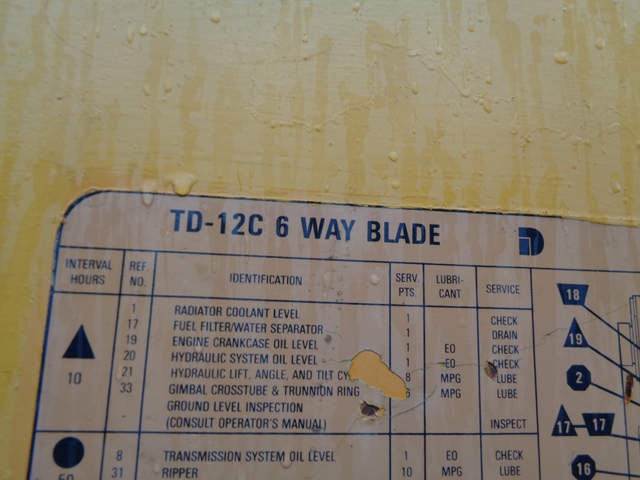 TD-12C 6 WAY BLADE
INTERVAL HOURS REF. NO. IDENTIFICATION SERV. PTS. LUBRI-CANT SERVICE
10
1 RADIATOR COOLANT LEVEL 1 CHECK
17 FUEL FILTER/WATER SEPARATOR 1 DRAIN
19 ENGINE CRANKCASE OIL LEVEL 1 EO CHECK
20 HYDRAULIC SYSTEM OIL LEVEL 1 EO CHECK
21 HYDRAULIC LIFT, ANGLE, AND TILT 8 MPG LUBE
33 GIMBAL CROSSTUBE & TRUNNION RING MPG LUBE
GROUND LEVEL INSPECTION
(CONSULT OPERATOR'S MANUAL) INSPECT
50
8 TRANSMISSION SYSTEM OIL LEVEL 1 EO CHECK
31 RIPPER 10 MPG LUBE
18
19
2
17 17
16